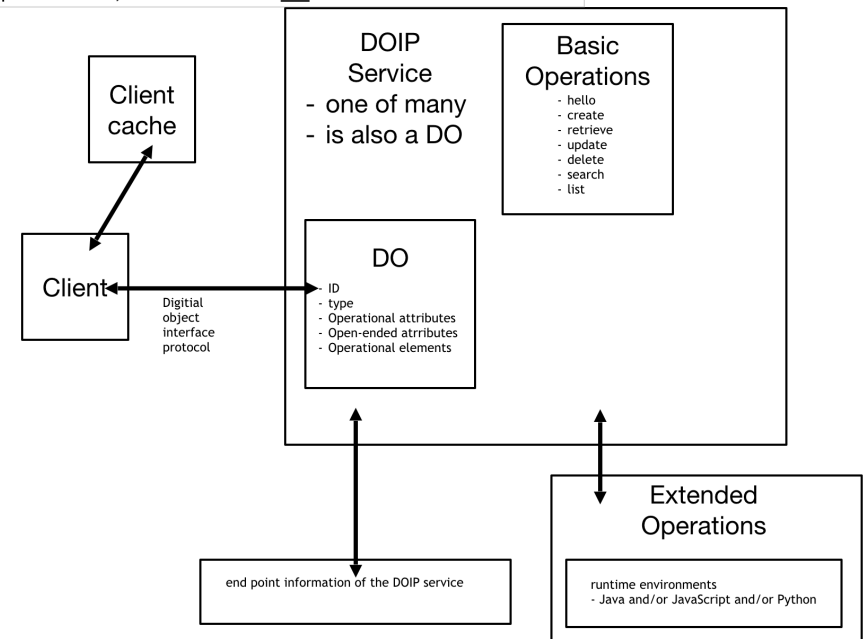 DOIP
Service
- one of many
- is also a DO
Basic
Operations
- hello
- create
- retrieve
- update
- delete
- search
- list
Client
cache
Client
Digitial
object
interface
protocol
DO
- ID
- type
- Operational attributes
- Open-ended atrributes
- Operational elements
Extended
Operations
end point information of the DOIP service
runtime environments
- Java and/or JavaScript and/or Python